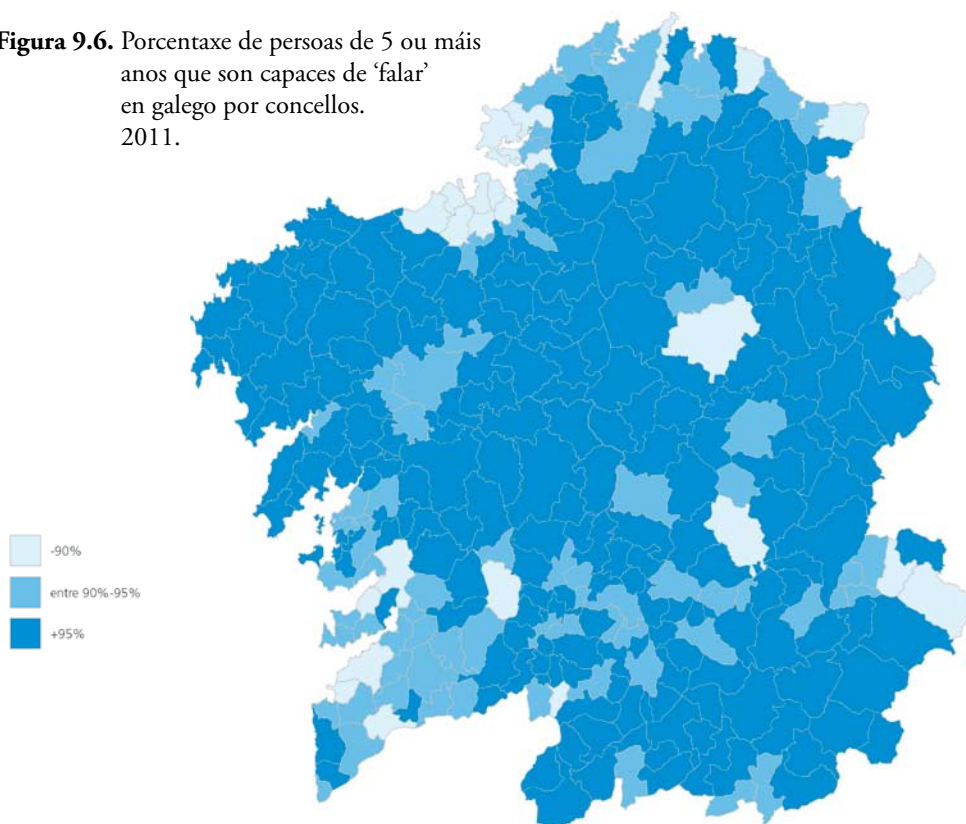 Figura 9.6. Porcentaxe de persoas de 5 ou máis
anos que son capaces de ‘falar’
en galego por concellos.
2011.
-90%
entre 90%-95%
+95%